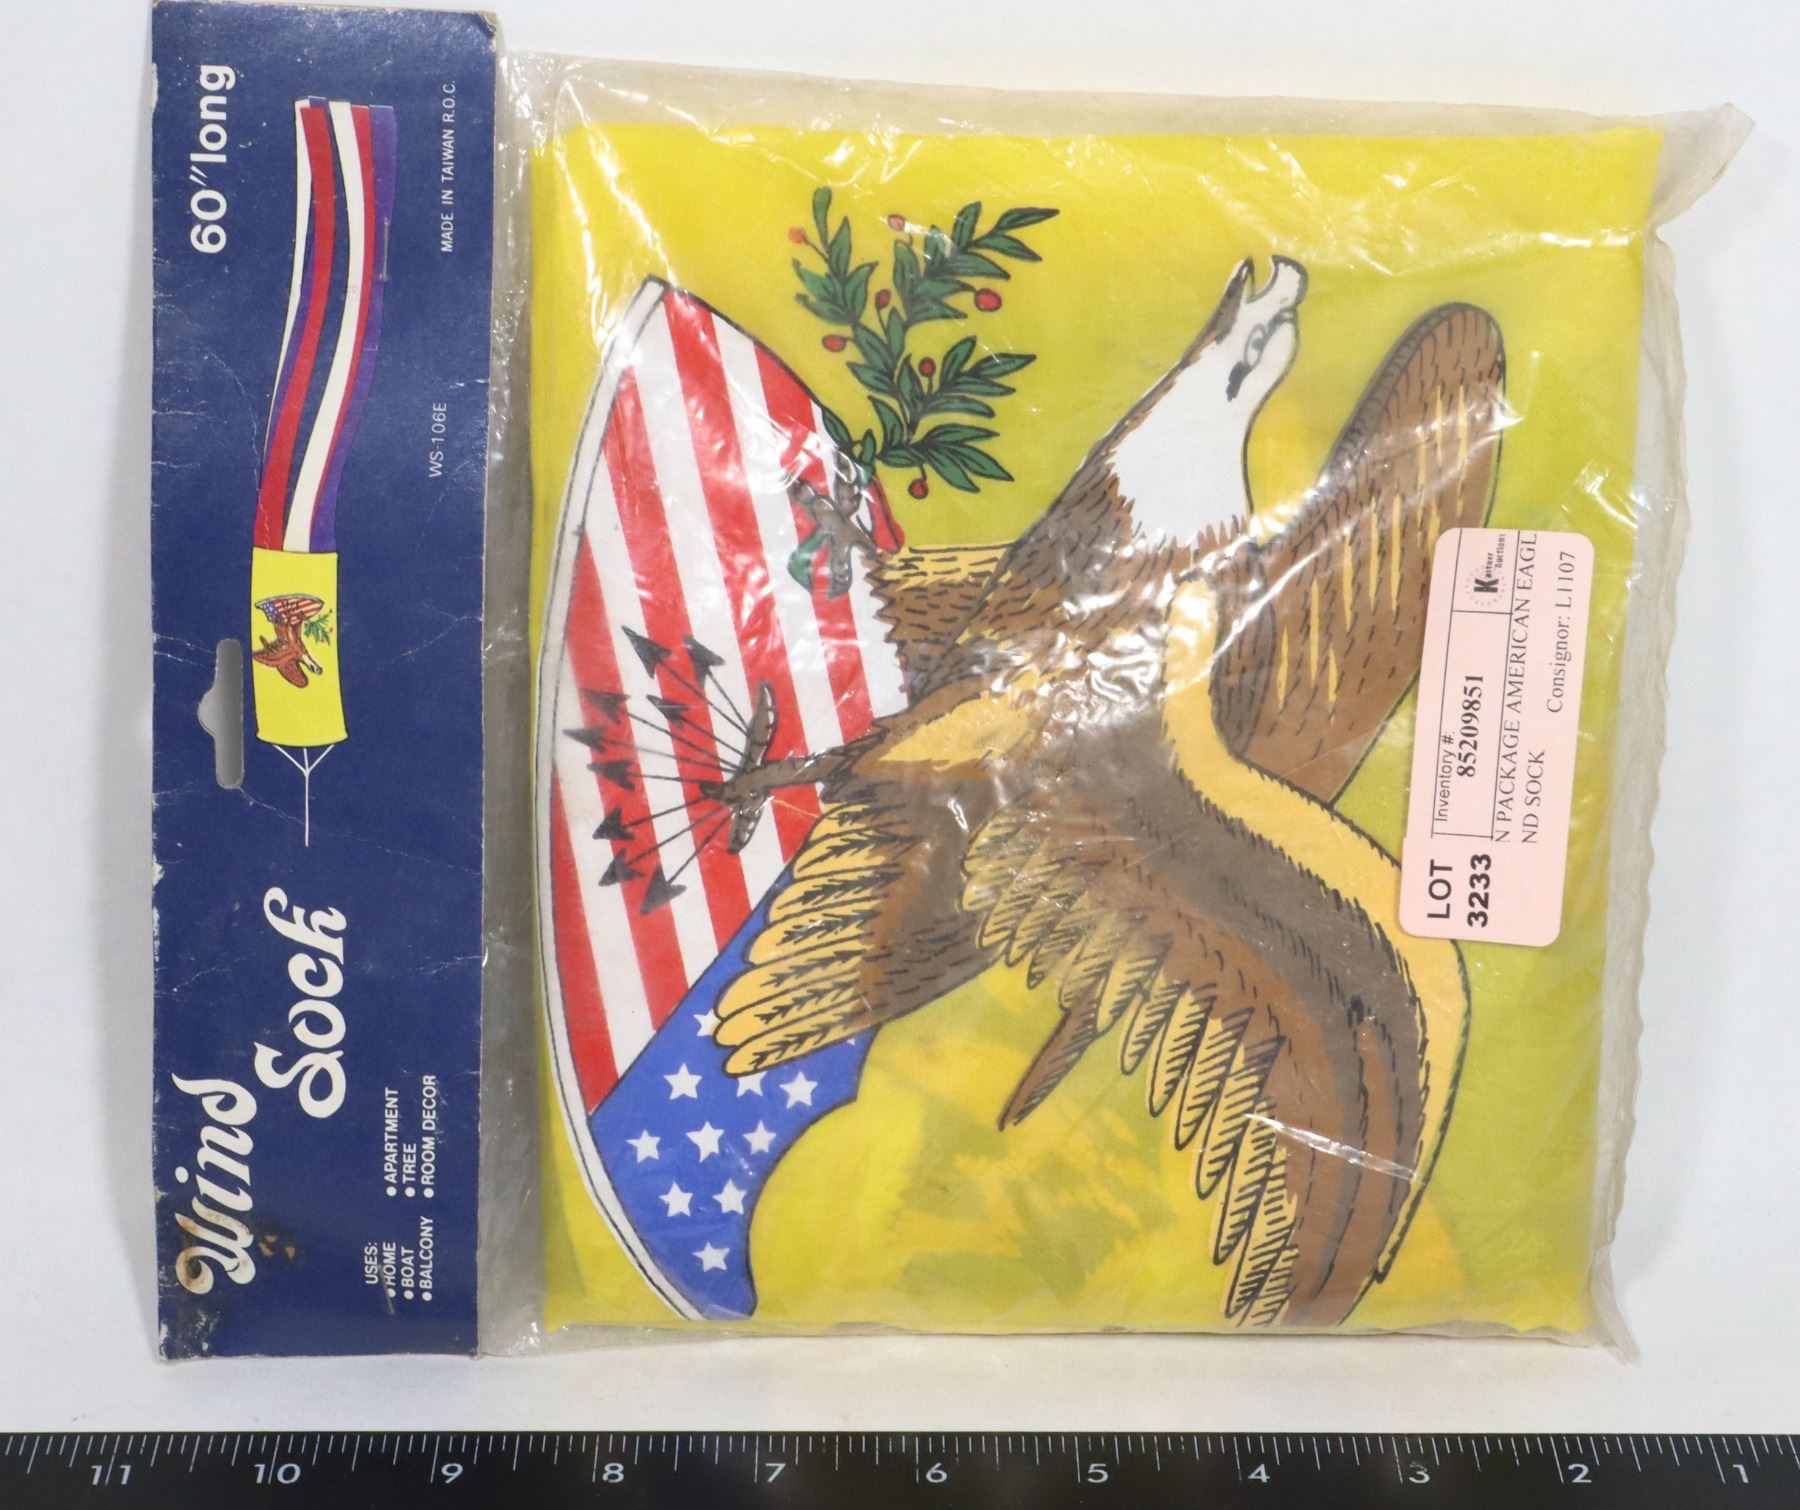 Wind
Sock
60"long
USES:
•HOME •APARTMENT
•BOAT •TREE
•BALCONY •ROOM DECOR
WS-106E
MADE IN TAIWAN R.O.C.
LOT
3233
Inventory #:
85209851
Kastner
Auctions
N PACKAGE AMERICAN EAGL
ND SOCK
Consignor: L1107
11 10 9 8 7 6 5 4 3 2 1